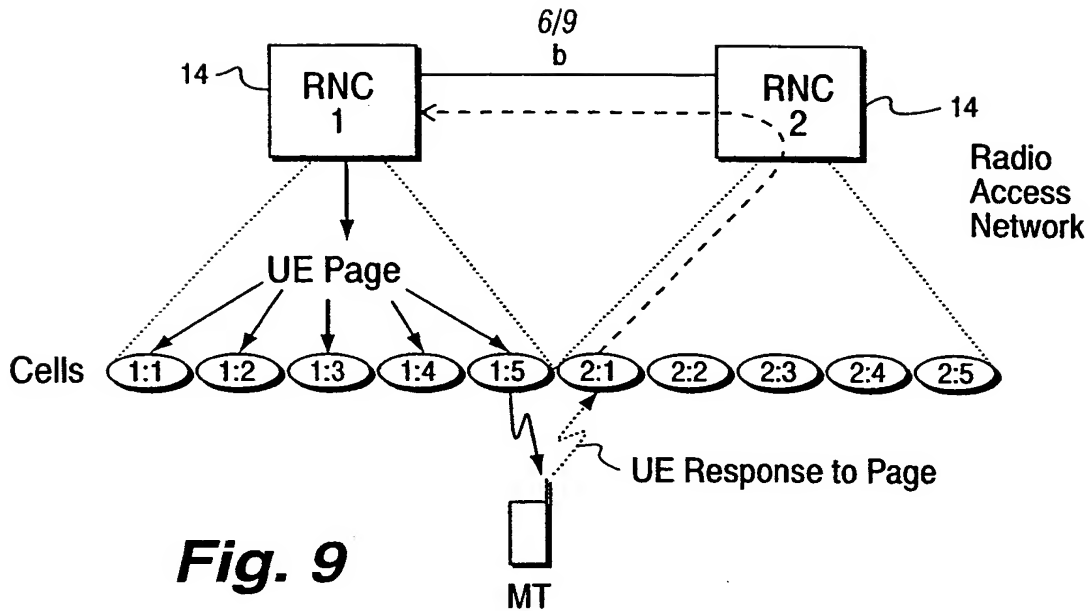 6/9
b
14
RNC
1
RNC
2
14
Radio
Access
Network
UE Page
Cells
1:1
1:2
1:3
1:4
1:5
2:1
2:2
2:3
2:4
2:5
UE Response to Page
Fig. 9
MT